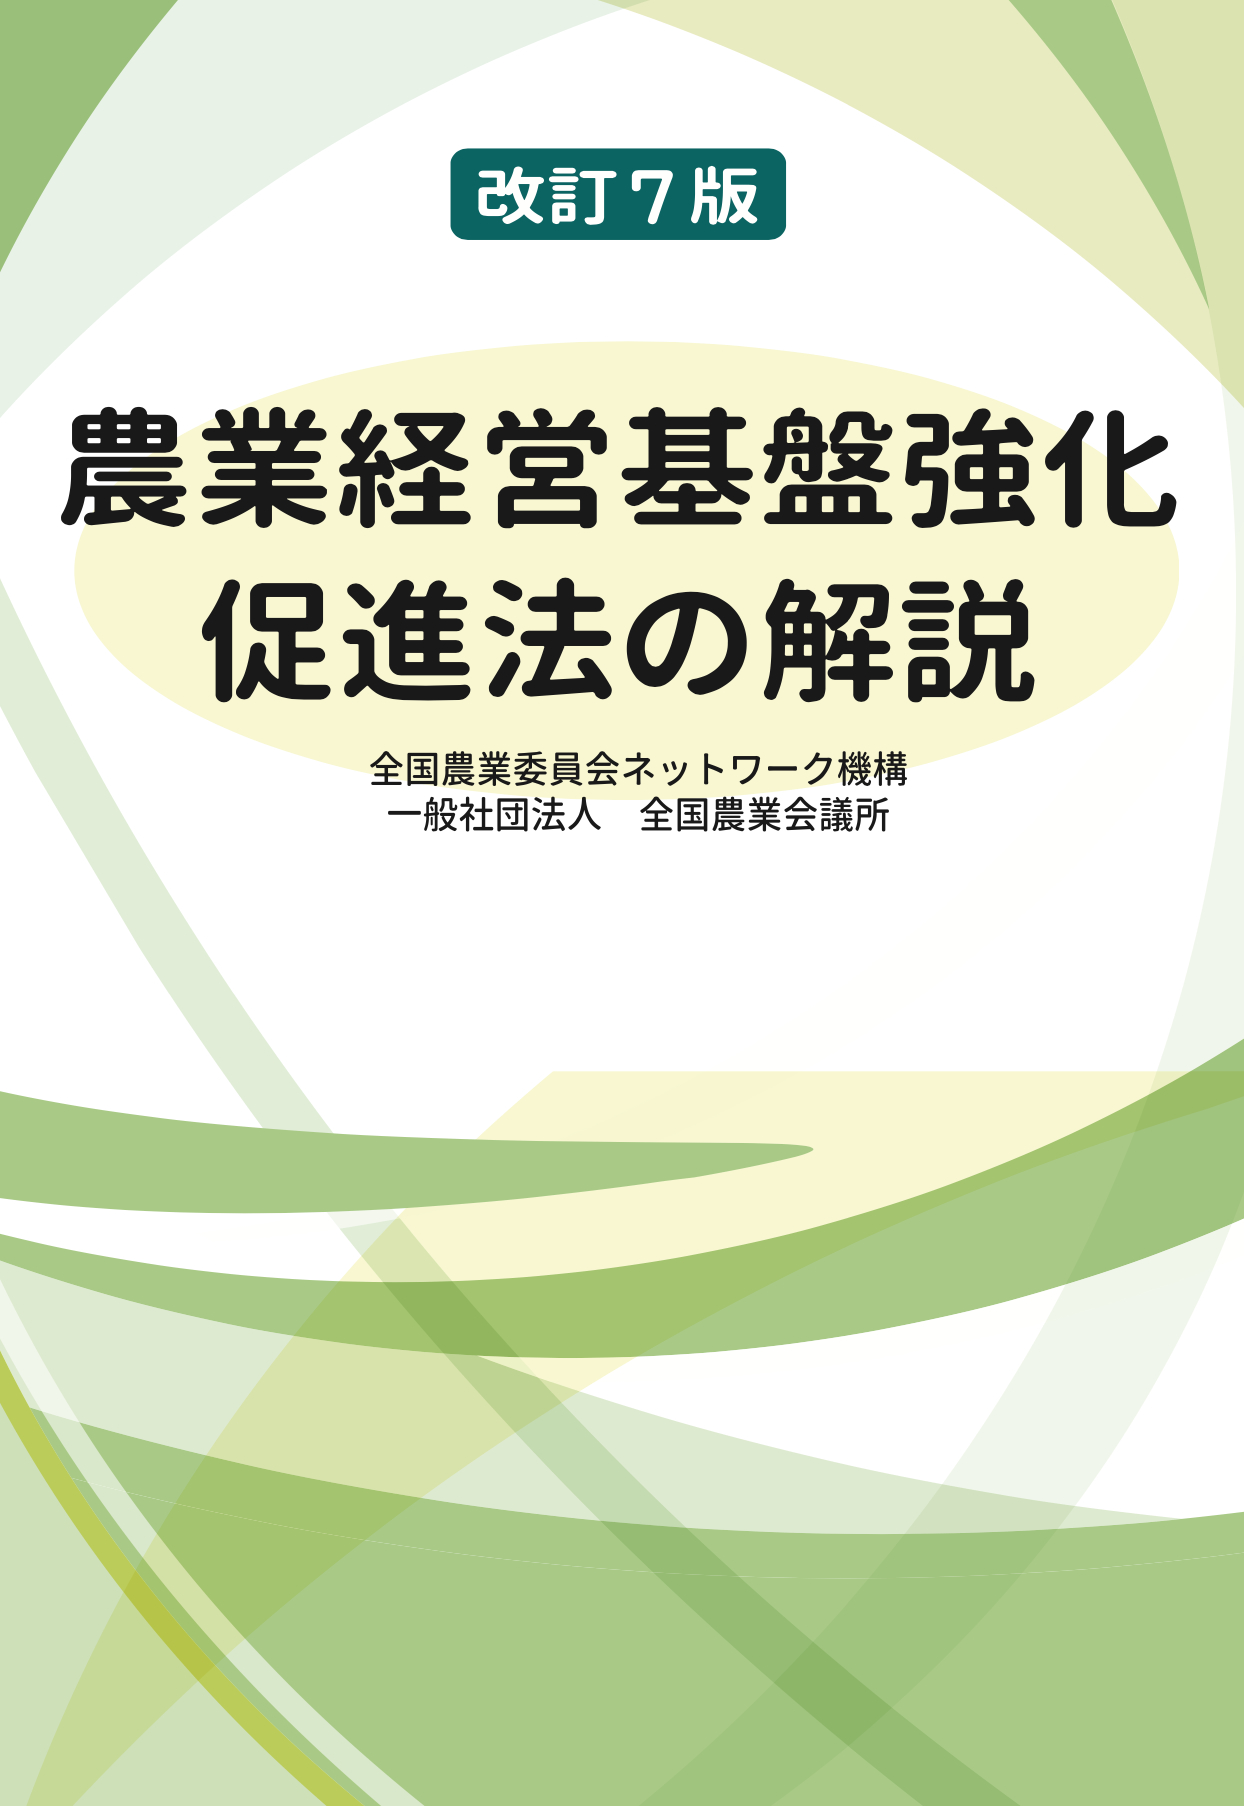 改訂７版
農業経営基盤強化
促進法の解説
全国農業委員会ネットワーク機構
一般社団法人　全国農業会議所